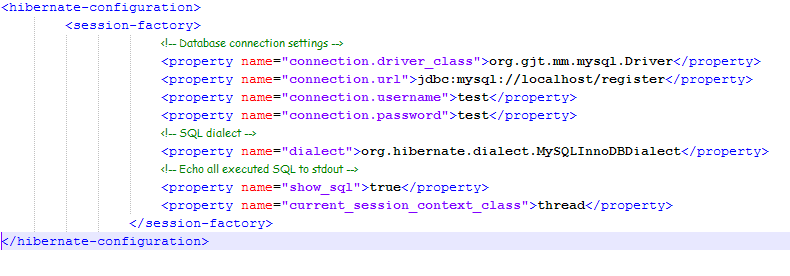 <hibernate-configuration>
<session-factory>
<!-- Database connection settings -->
<property name="connection.driver_class">org.gjt.mm.mysql.Driver</property>
<property name="connection.url">jdbc:mysql://localhost/register</property>
<property name="connection.username">test</property>
<property name="connection.password">test</property>
<!-- SQL dialect -->
<property name="dialect">org.hibernate.dialect.MySQLInnoDBDialect</property>
<!-- Echo all executed SQL to stdout -->
<property name="show_sql">true</property>
<property name="current_session_context_class">thread</property>
</session-factory>
</hibernate-configuration>